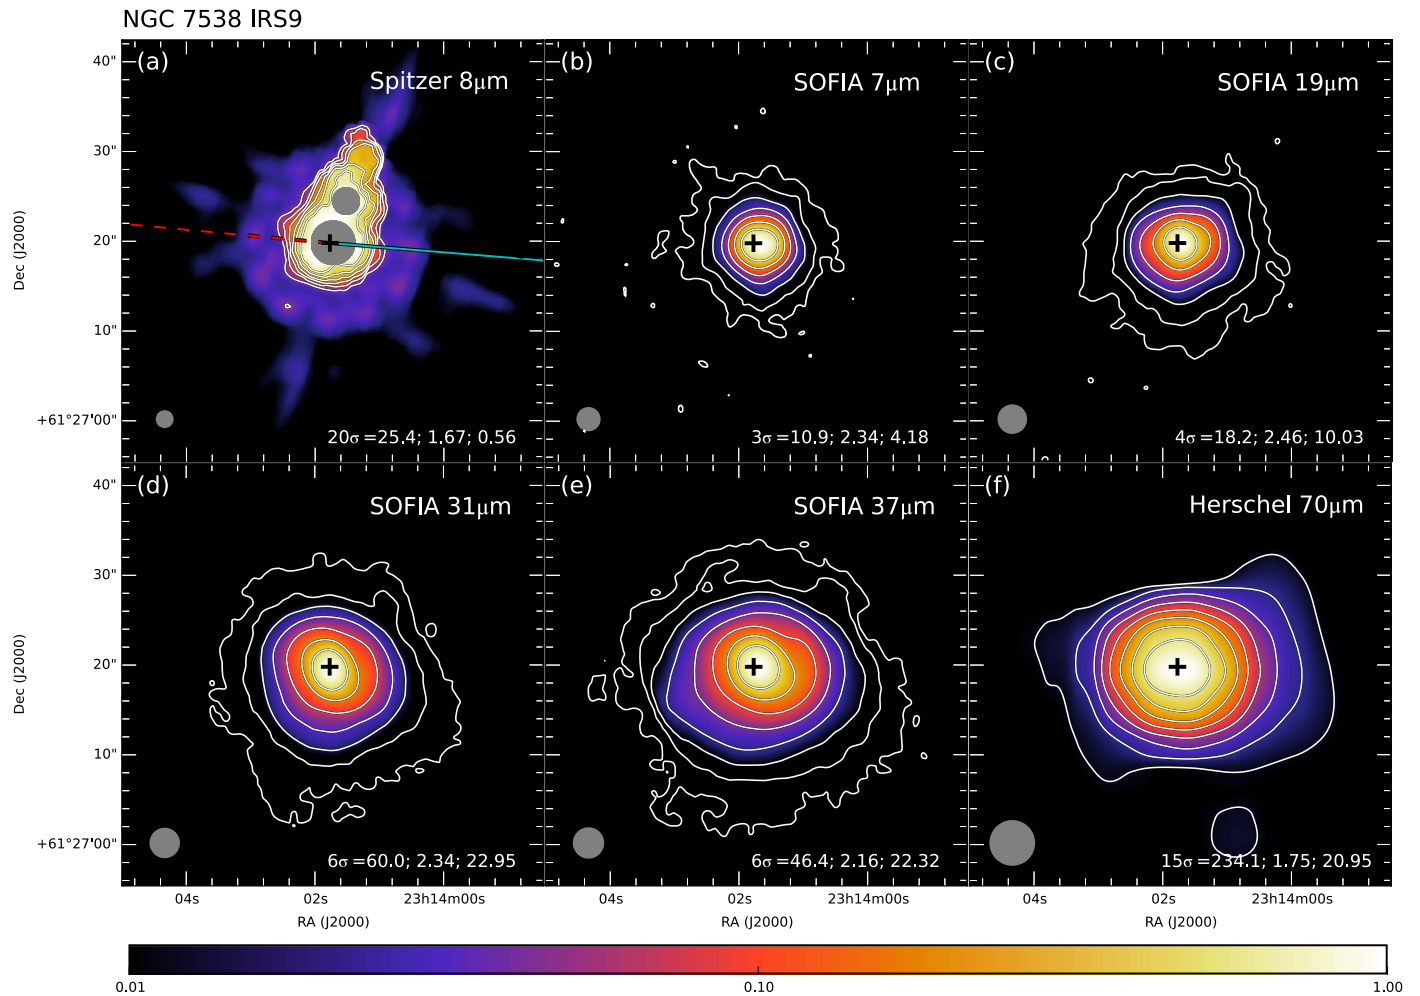 NGC 7538 IRS9
(a)
Spitzer 8μm
(b)
SOFIA 7μm
(c)
SOFIA 19μm
40"
30"
20"
10"
+61°27'00"
Dec (J2000)
20σ=25.4; 1.67; 0.56
3σ=10.9; 2.34; 4.18
4σ=18.2; 2.46; 10.03
(d)
SOFIA 31μm
(e)
SOFIA 37μm
(f)
Herschel 70μm
40"
30"
20"
10"
+61°27'00"
Dec (J2000)
6σ=60.0; 2.34; 22.95
6σ=46.4; 2.16; 22.32
15σ=234.1; 1.75; 20.95
04s 02s 23h14m00s
04s 02s 23h14m00s
04s 02s 23h14m00s
RA (J2000)
RA (J2000)
RA (J2000)
0.01 0.10 1.00